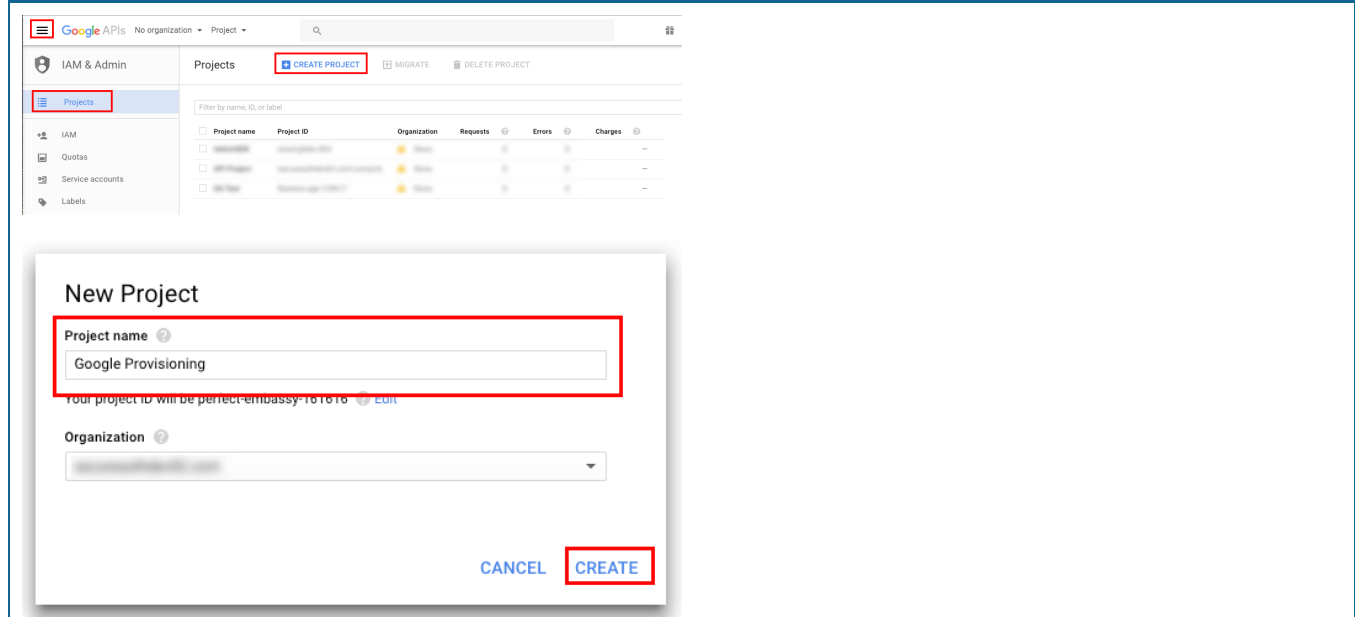 Google APIs No organization Project
IAM & Admin Projects CREATE PROJECT MIGRATE DELETE PROJECT
Projects
Filter by name, ID, or label
Project name Project ID Organization Requests Errors Charges
IAM
Quotas
Service accounts
Labels
New Project
Project name
Google Provisioning
Your project ID will be perfect-embassy-161616 Edit
Organization
CANCEL CREATE